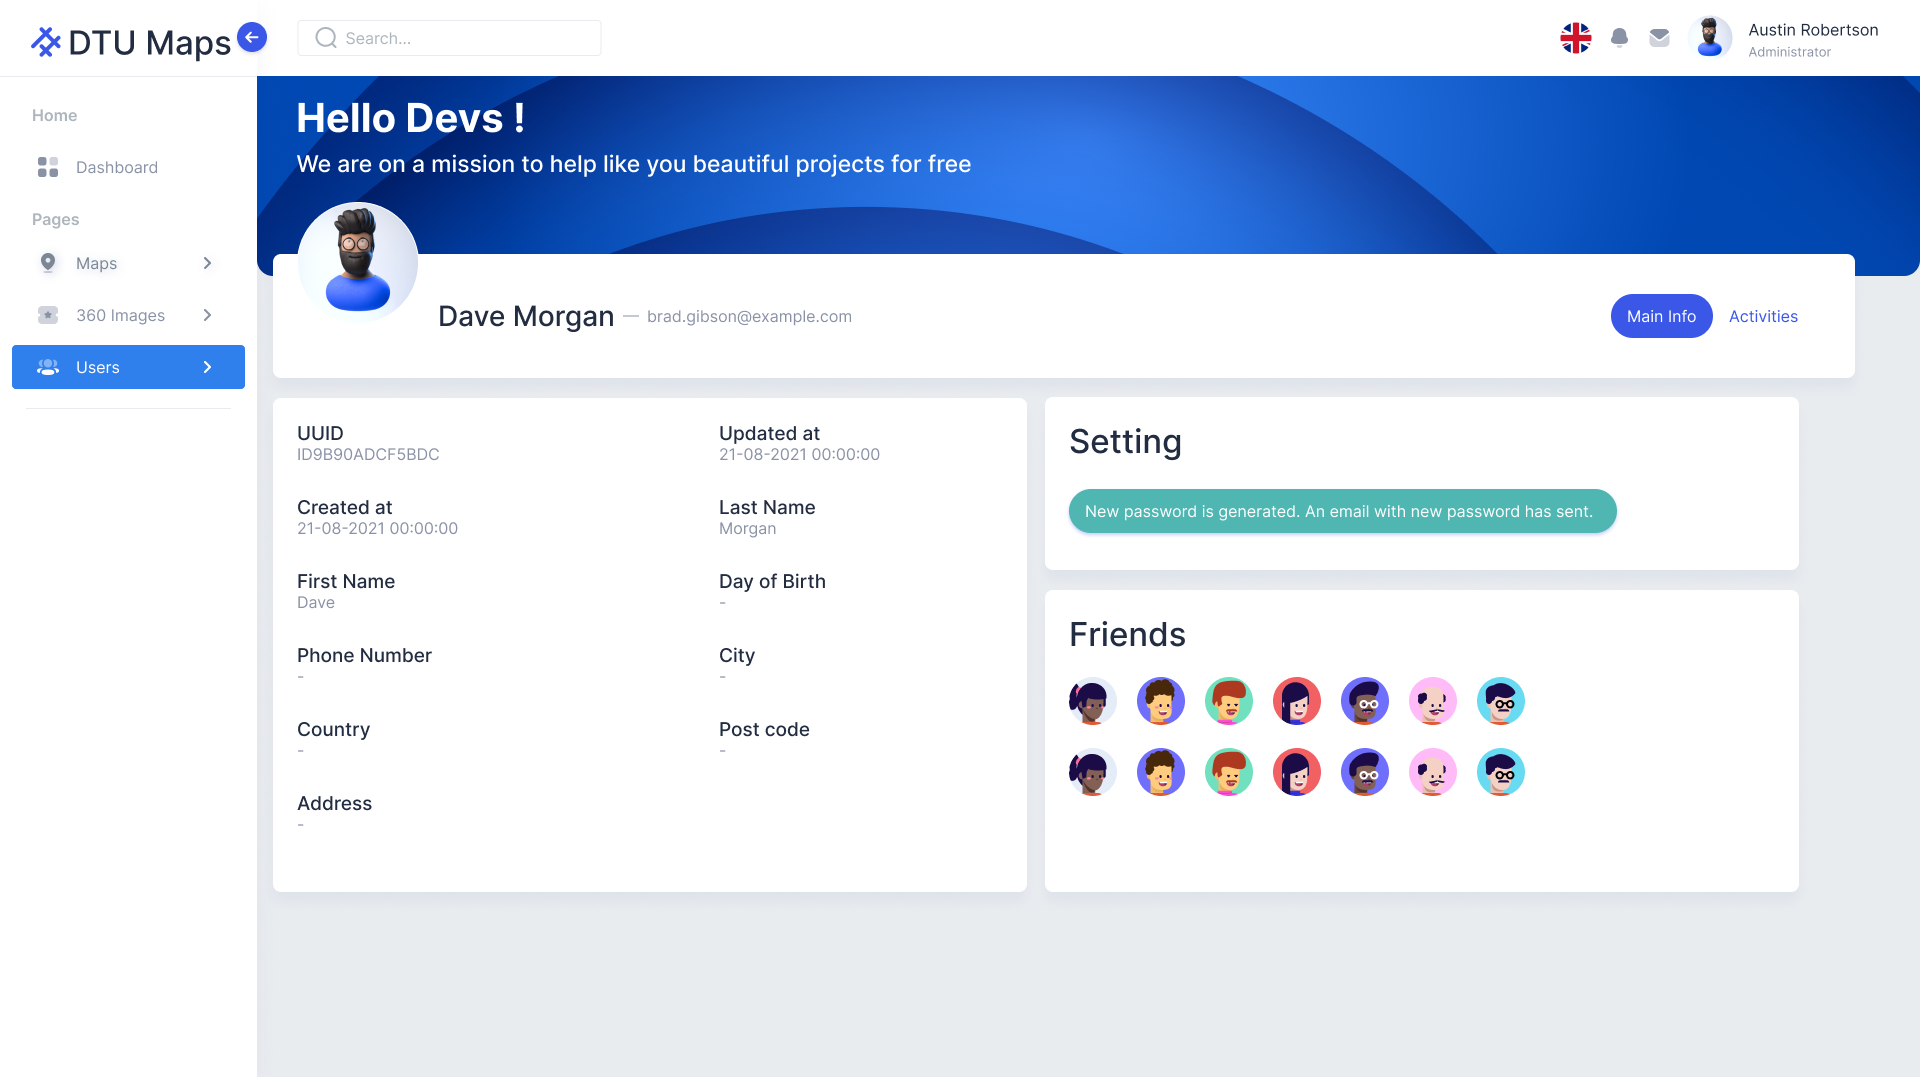 DTU Maps
Search...
Austin Robertson
Administrator
Home
Dashboard
Pages
Maps
360 Images
Users
Hello Devs !
We are on a mission to help like you beautiful projects for free
Dave Morgan — brad.gibson@example.com
Main Info
Activities
UUID
ID9B90ADCF5BDC
Updated at
21-08-2021 00:00:00
Created at
21-08-2021 00:00:00
Last Name
Morgan
First Name
Dave
Day of Birth
-
Phone Number
-
City
-
Country
-
Post code
-
Address
-
Setting
New password is generated. An email with new password has sent.
Friends